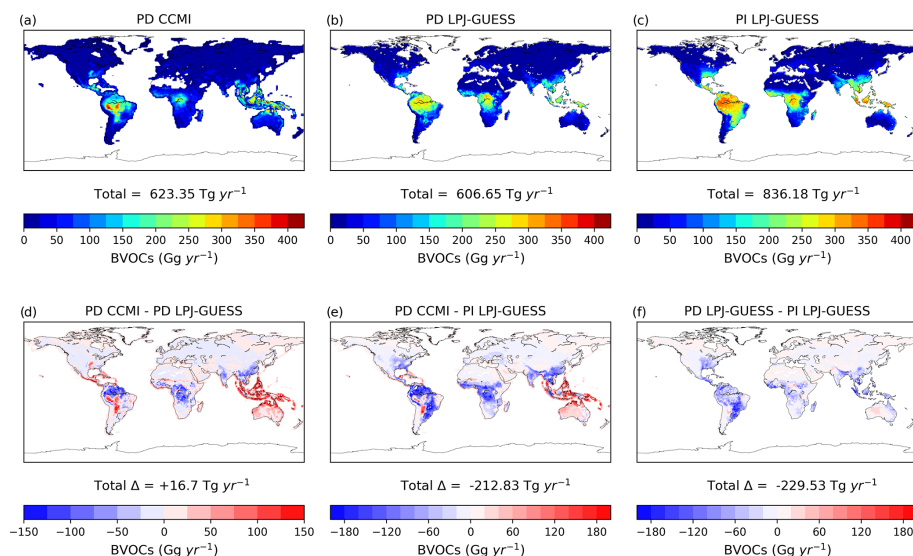 (a) PD CCMI
(b) PD LPJ-GUESS
(c) PI LPJ-GUESS
Total = 623.35 Tg yr⁻¹
Total = 606.65 Tg yr⁻¹
Total = 836.18 Tg yr⁻¹
0 50 100 150 200 250 300 350 400
0 50 100 150 200 250 300 350 400
0 50 100 150 200 250 300 350 400
BVOCs (Gg yr⁻¹)
BVOCs (Gg yr⁻¹)
BVOCs (Gg yr⁻¹)
(d) PD CCMI - PD LPJ-GUESS
(e) PD CCMI - PI LPJ-GUESS
(f) PD LPJ-GUESS - PI LPJ-GUESS
Total Δ = +16.7 Tg yr⁻¹
Total Δ = -212.83 Tg yr⁻¹
Total Δ = -229.53 Tg yr⁻¹
−150 −100 −50 0 50 100 150
−180 −120 −60 0 60 120 180
−180 −120 −60 0 60 120 180
BVOCs (Gg yr⁻¹)
BVOCs (Gg yr⁻¹)
BVOCs (Gg yr⁻¹)